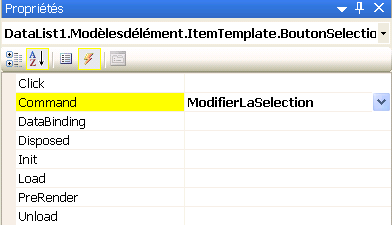 Propriétés
DataList1.Modèlesdélément.ItemTemplate.BoutonSelectio
Click
Command ModifierLaSelection
DataBinding
Disposed
Init
Load
PreRender
Unload